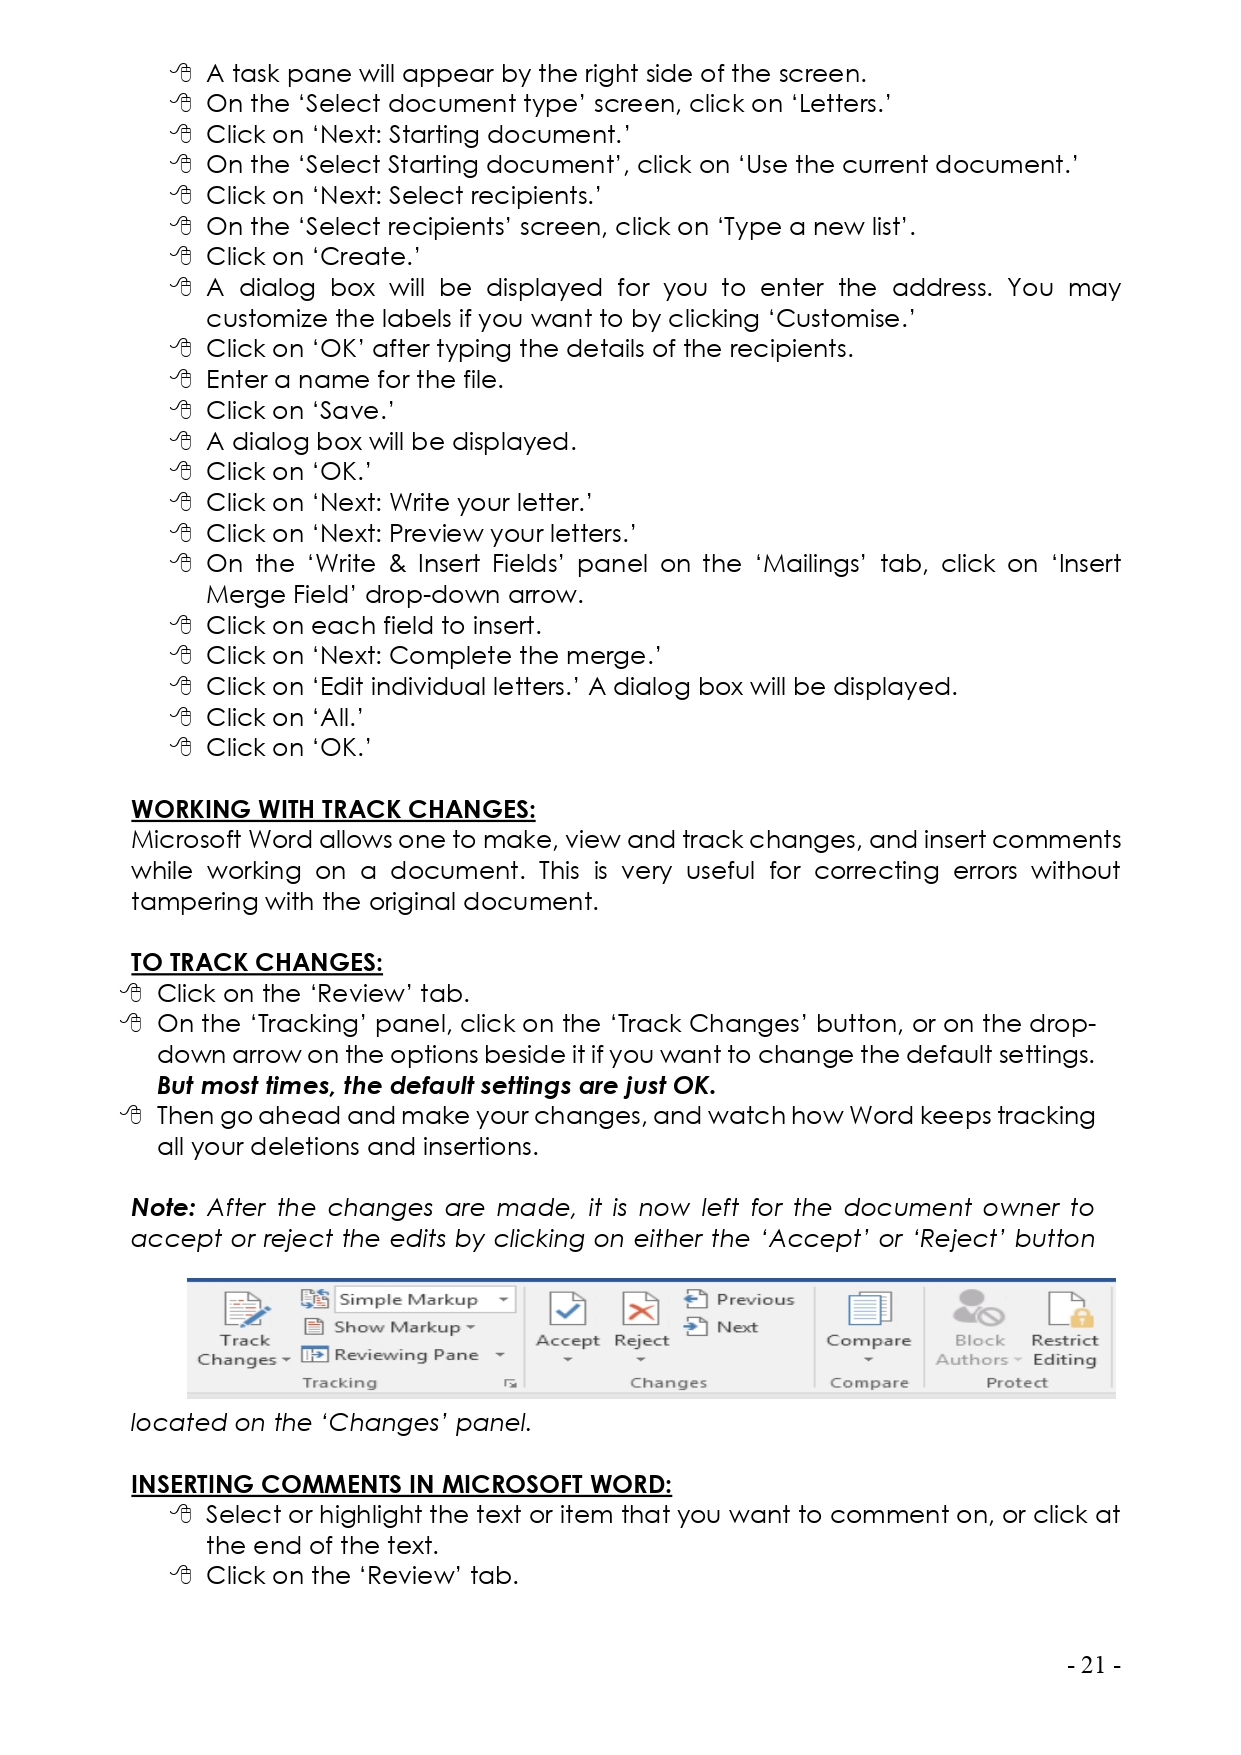 A task pane will appear by the right side of the screen.
On the ‘Select document type’ screen, click on ‘Letters.’
Click on ‘Next: Starting document.’
On the ‘Select Starting document’, click on ‘Use the current document.’
Click on ‘Next: Select recipients.’
On the ‘Select recipients’ screen, click on ‘Type a new list’.
Click on ‘Create.’
A dialog box will be displayed for you to enter the address. You may
customize the labels if you want to by clicking ‘Customise.’
Click on ‘OK’ after typing the details of the recipients.
Enter a name for the file.
Click on ‘Save.’
A dialog box will be displayed.
Click on ‘OK.’
Click on ‘Next: Write your letter.’
Click on ‘Next: Preview your letters.’
On the ‘Write & Insert Fields’ panel on the ‘Mailings’ tab, click on ‘Insert
Merge Field’ drop-down arrow.
Click on each field to insert.
Click on ‘Next: Complete the merge.’
Click on ‘Edit individual letters.’ A dialog box will be displayed.
Click on ‘All.’
Click on ‘OK.’
WORKING WITH TRACK CHANGES:
Microsoft Word allows one to make, view and track changes, and insert comments
while working on a document. This is very useful for correcting errors without
tampering with the original document.
TO TRACK CHANGES:
Click on the ‘Review’ tab.
On the ‘Tracking’ panel, click on the ‘Track Changes’ button, or on the drop-
down arrow on the options beside it if you want to change the default settings.
But most times, the default settings are just OK.
Then go ahead and make your changes, and watch how Word keeps tracking
all your deletions and insertions.
Note: After the changes are made, it is now left for the document owner to
accept or reject the edits by clicking on either the ‘Accept’ or ‘Reject’ button
Track
Changes
Simple Markup
Show Markup
Reviewing Pane
Tracking
Accept
Reject
Previous
Next
Changes
Compare
Compare
Block
Authors
Restrict
Editing
Protect
located on the ‘Changes’ panel.
INSERTING COMMENTS IN MICROSOFT WORD:
Select or highlight the text or item that you want to comment on, or click at
the end of the text.
Click on the ‘Review’ tab.
- 21 -